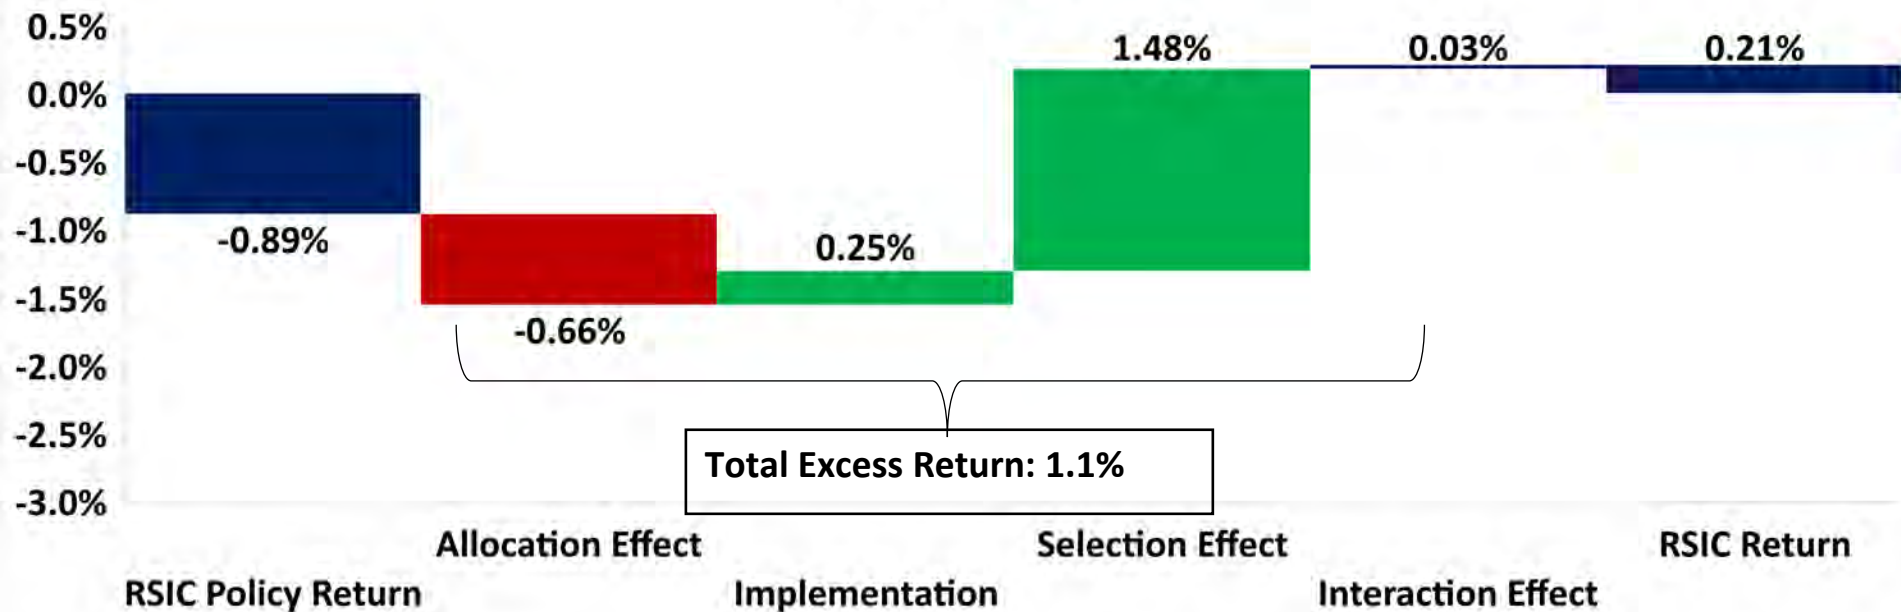 0.5%
0.0%
-0.5%
-1.0%
-1.5%
-2.0%
-2.5%
-3.0%
-0.89%
-0.66%
0.25%
1.48%
0.03%
0.21%
Total Excess Return: 1.1%
RSIC Policy Return
Allocation Effect
Implementation
Selection Effect
Interaction Effect
RSIC Return